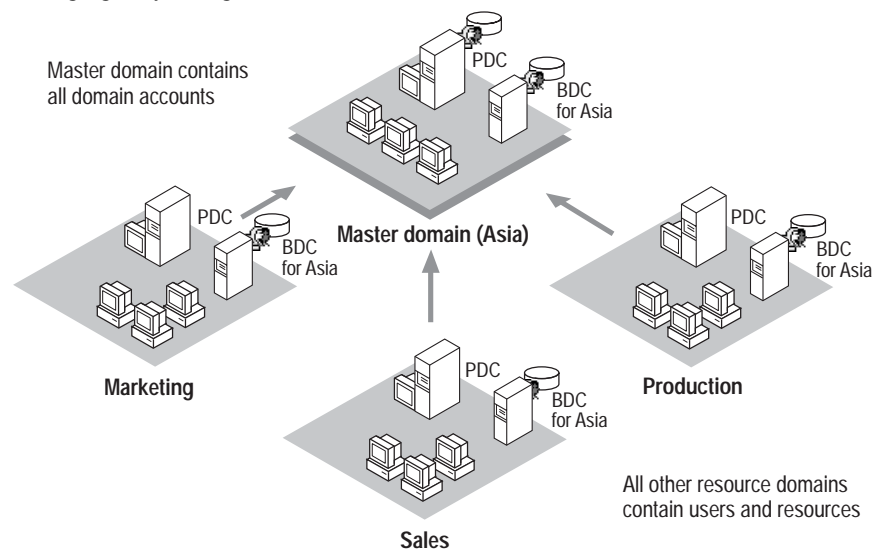 PDC
Master domain contains
all domain accounts
BDC
for Asia
PDC
Master domain (Asia)
PDC
BDC
for Asia
BDC
for Asia
Marketing
PDC
Production
BDC
for Asia
All other resource domains
contain users and resources
Sales